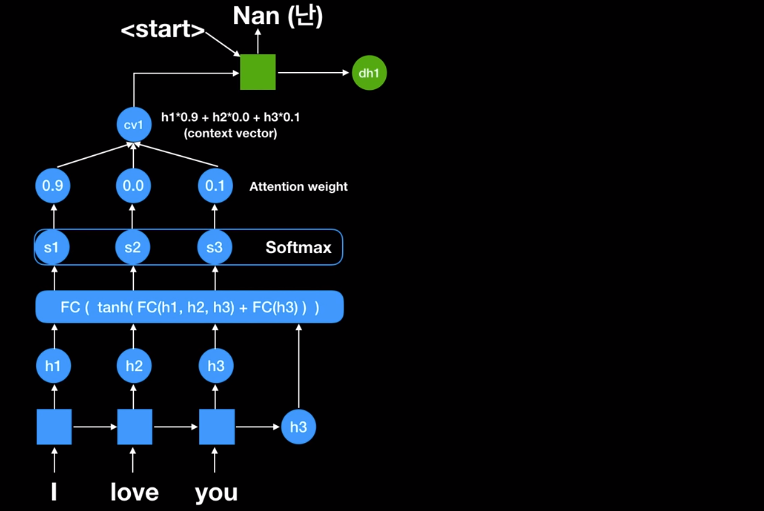 Nan (난)
<start>
dh1
cv1
h1*0.9 + h2*0.0 + h3*0.1
(context vector)
0.9 0.0 0.1 Attention weight
s1 s2 s3 Softmax
FC ( tanh( FC(h1, h2, h3) + FC(h3) ) )
h1 h2 h3
h3
I love you